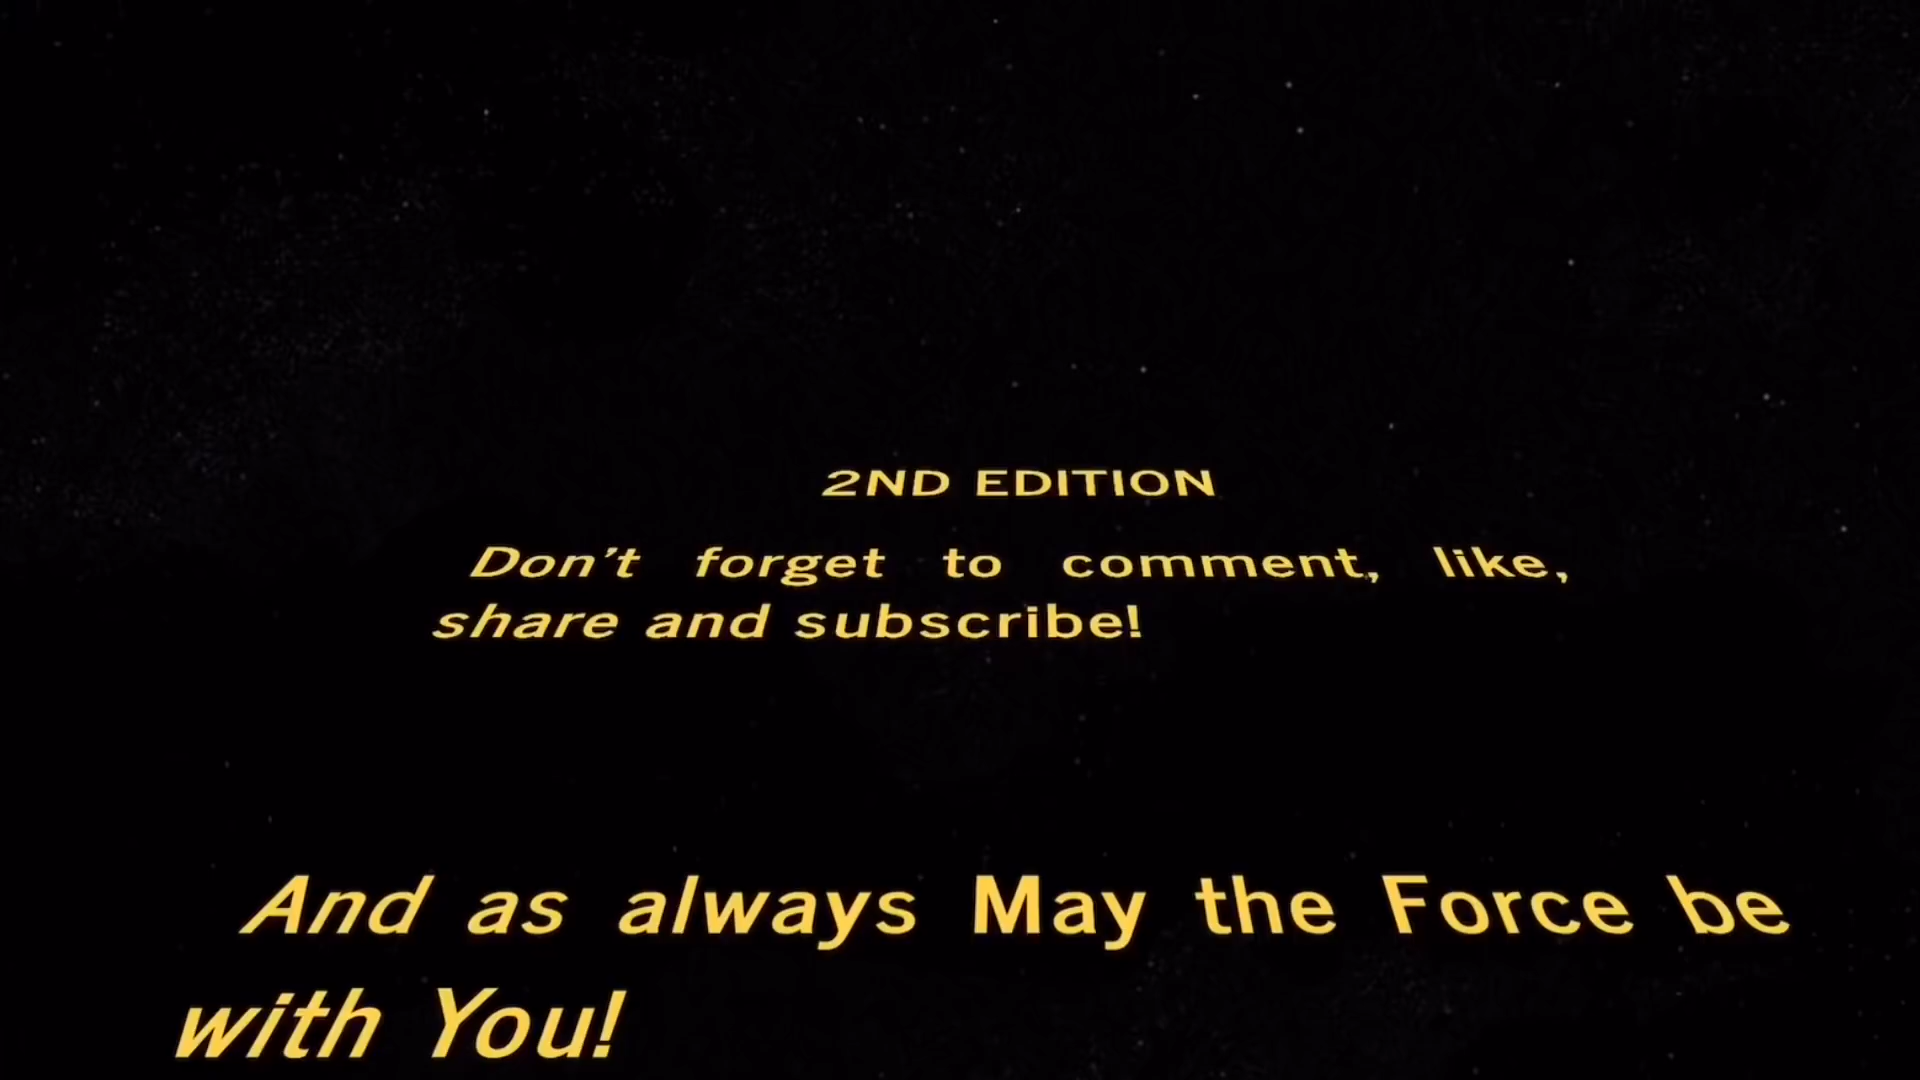 2ND EDITION
Don’t forget to comment, like,
share and subscribe!
And as always May the Force be
with You!